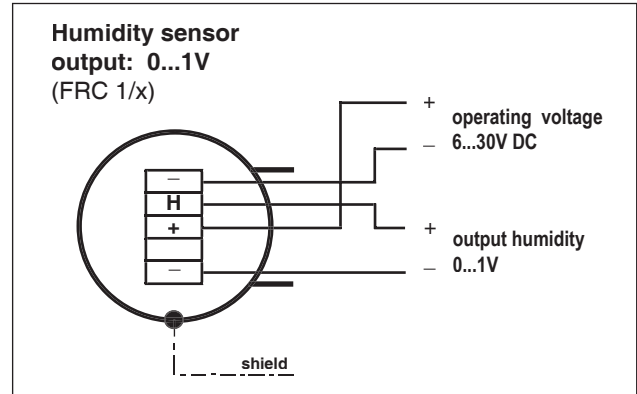 Humidity sensor
output: 0...1V
(FRC 1/x)
+
operating voltage
– 6...30V DC
–
H
+
–
+
output humidity
– 0...1V
shield